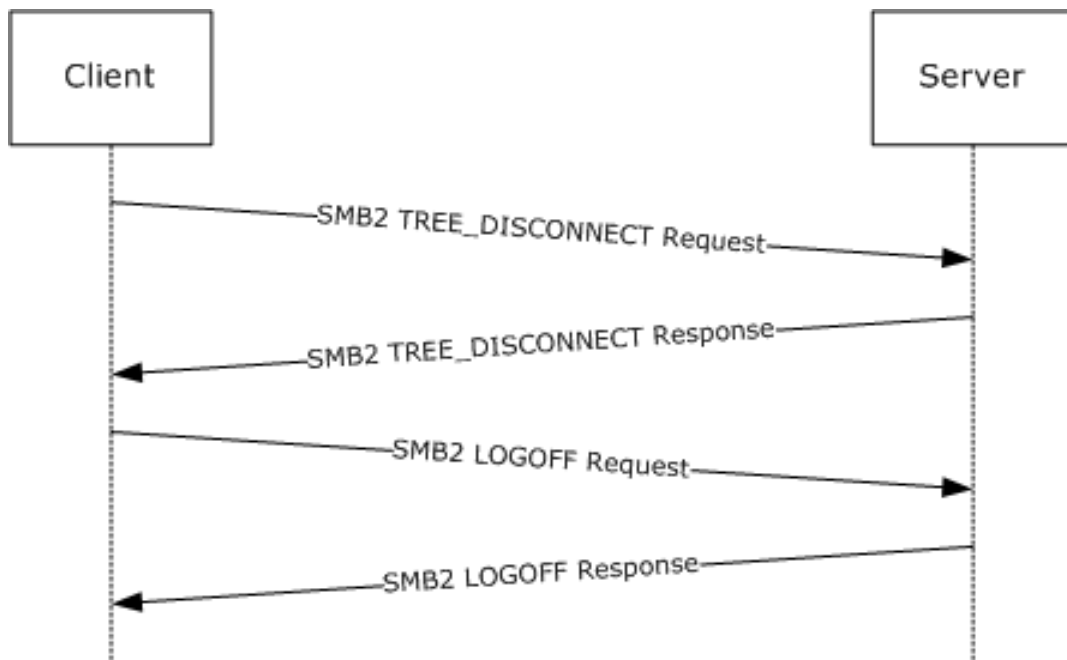 Client
Server
SMB2 TREE_DISCONNECT Request
SMB2 TREE_DISCONNECT Response
SMB2 LOGOFF Request
SMB2 LOGOFF Response